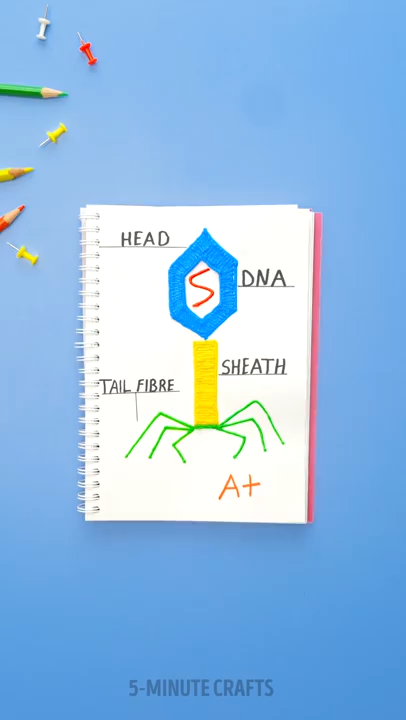 HEAD
DNA
SHEATH
TAIL FIBRE
A+
5-MINUTE CRAFTS